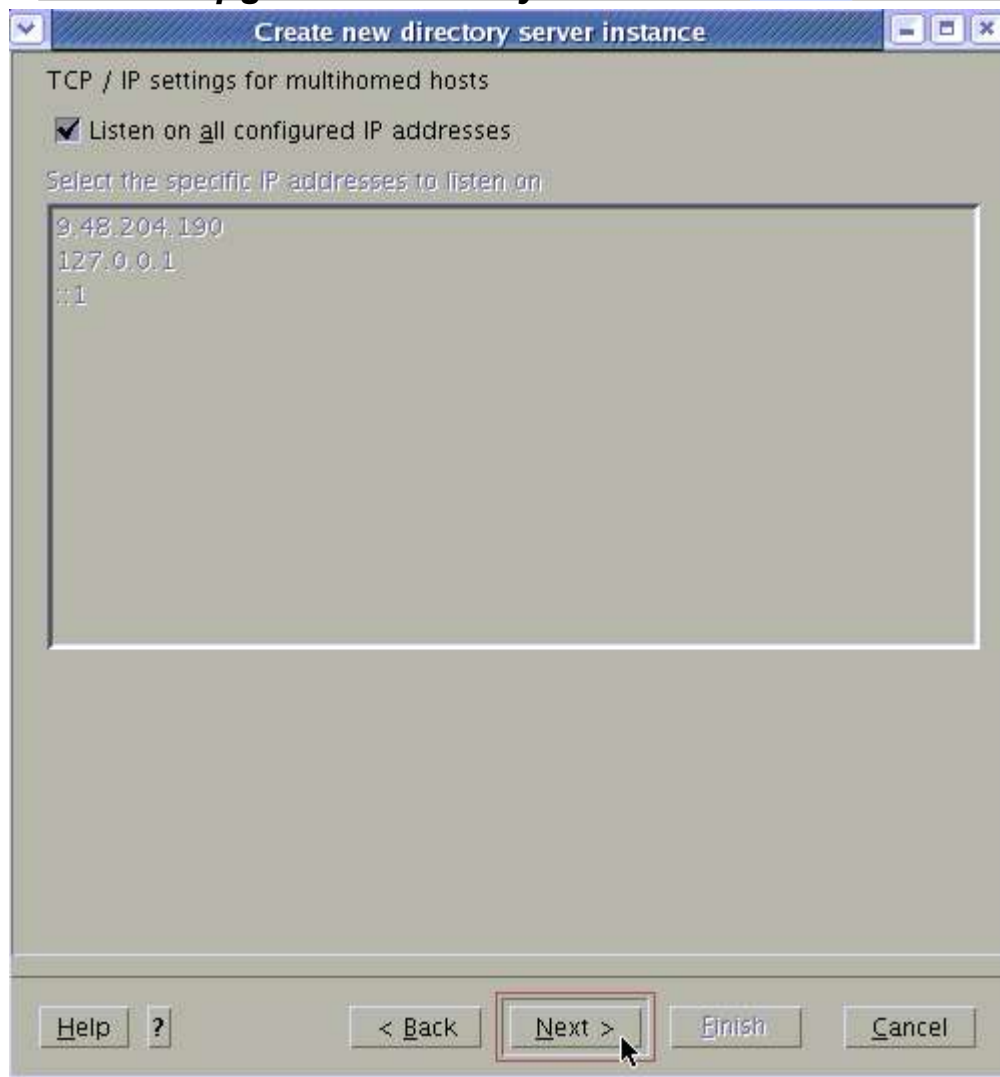 Create new directory server instance
TCP / IP settings for multihomed hosts
Listen on all configured IP addresses
Select the specific IP addresses to listen on
9.48.204.190
127.0.0.1
::1
Help ? < Back Next > Finish Cancel